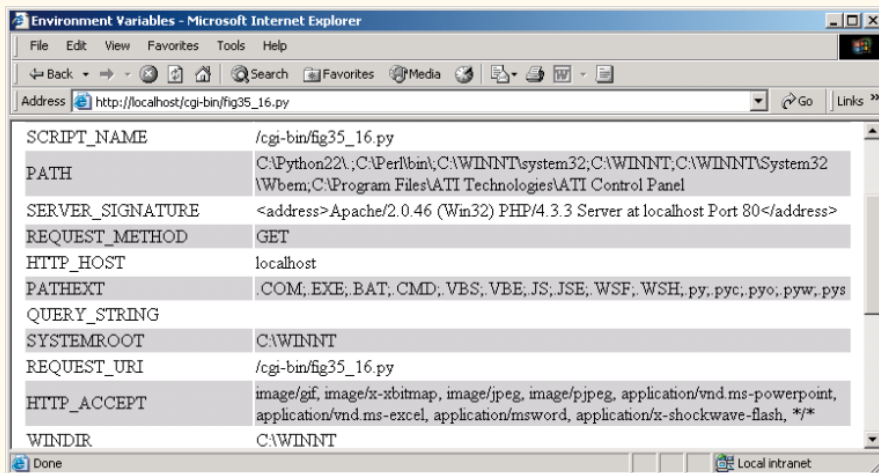 Environment Variables - Microsoft Internet Explorer
File Edit View Favorites Tools Help
Back Search Favorites Media
Address http://localhost/cgi-bin/fig35_16.py Go Links »
SCRIPT_NAME /cgi-bin/fig35_16.py
PATH C:\Python22\.;C:\Perl\bin\;C:\WINNT\system32;C:\WINNT;C:\WINNT\System32
\Wbem;C:\Program Files\ATI Technologies\ATI Control Panel
SERVER_SIGNATURE <address>Apache/2.0.46 (Win32) PHP/4.3.3 Server at localhost Port 80</address>
REQUEST_METHOD GET
HTTP_HOST localhost
PATHEXT .COM;.EXE;.BAT;.CMD;.VBS;.VBE;.JS;.JSE;.WSF;.WSH;.py;.pyc;.pyo;.pyw;.pys
QUERY_STRING
SYSTEMROOT C:\WINNT
REQUEST_URI /cgi-bin/fig35_16.py
HTTP_ACCEPT image/gif, image/x-xbitmap, image/jpeg, image/pjpeg, application/vnd.ms-powerpoint,
application/vnd.ms-excel, application/msword, application/x-shockwave-flash, */*
WINDIR C:\WINNT
Done Local intranet